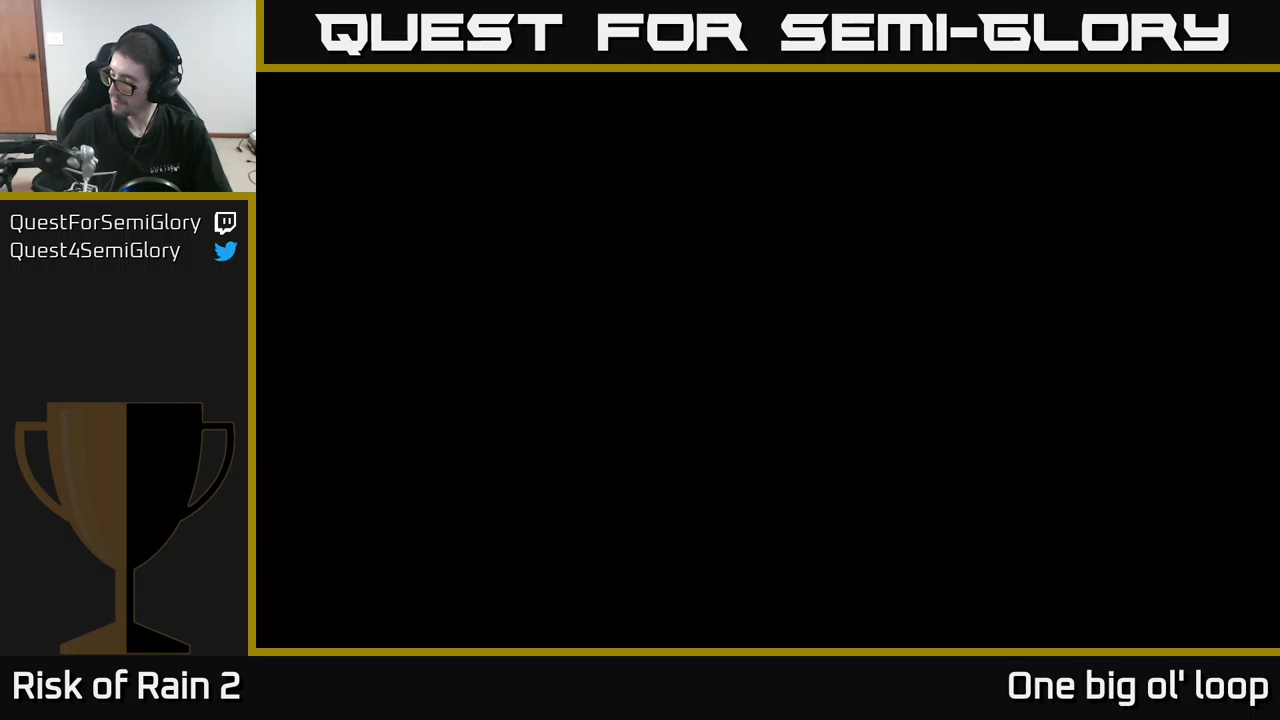 QUEST FOR SEMI-GLORY
QuestForSemiGlory
Quest4SemiGlory
Risk of Rain 2
One big ol' loop